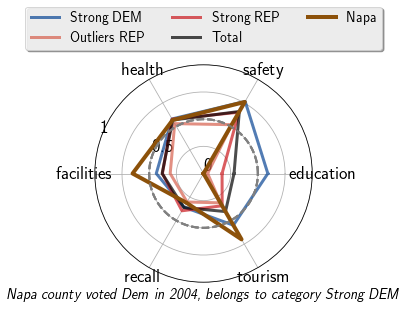 Strong DEM Strong REP Napa
Outliers REP Total
health safety
1
0.5
0
facilities education
recall tourism
Napa county voted Dem in 2004, belongs to category Strong DEM